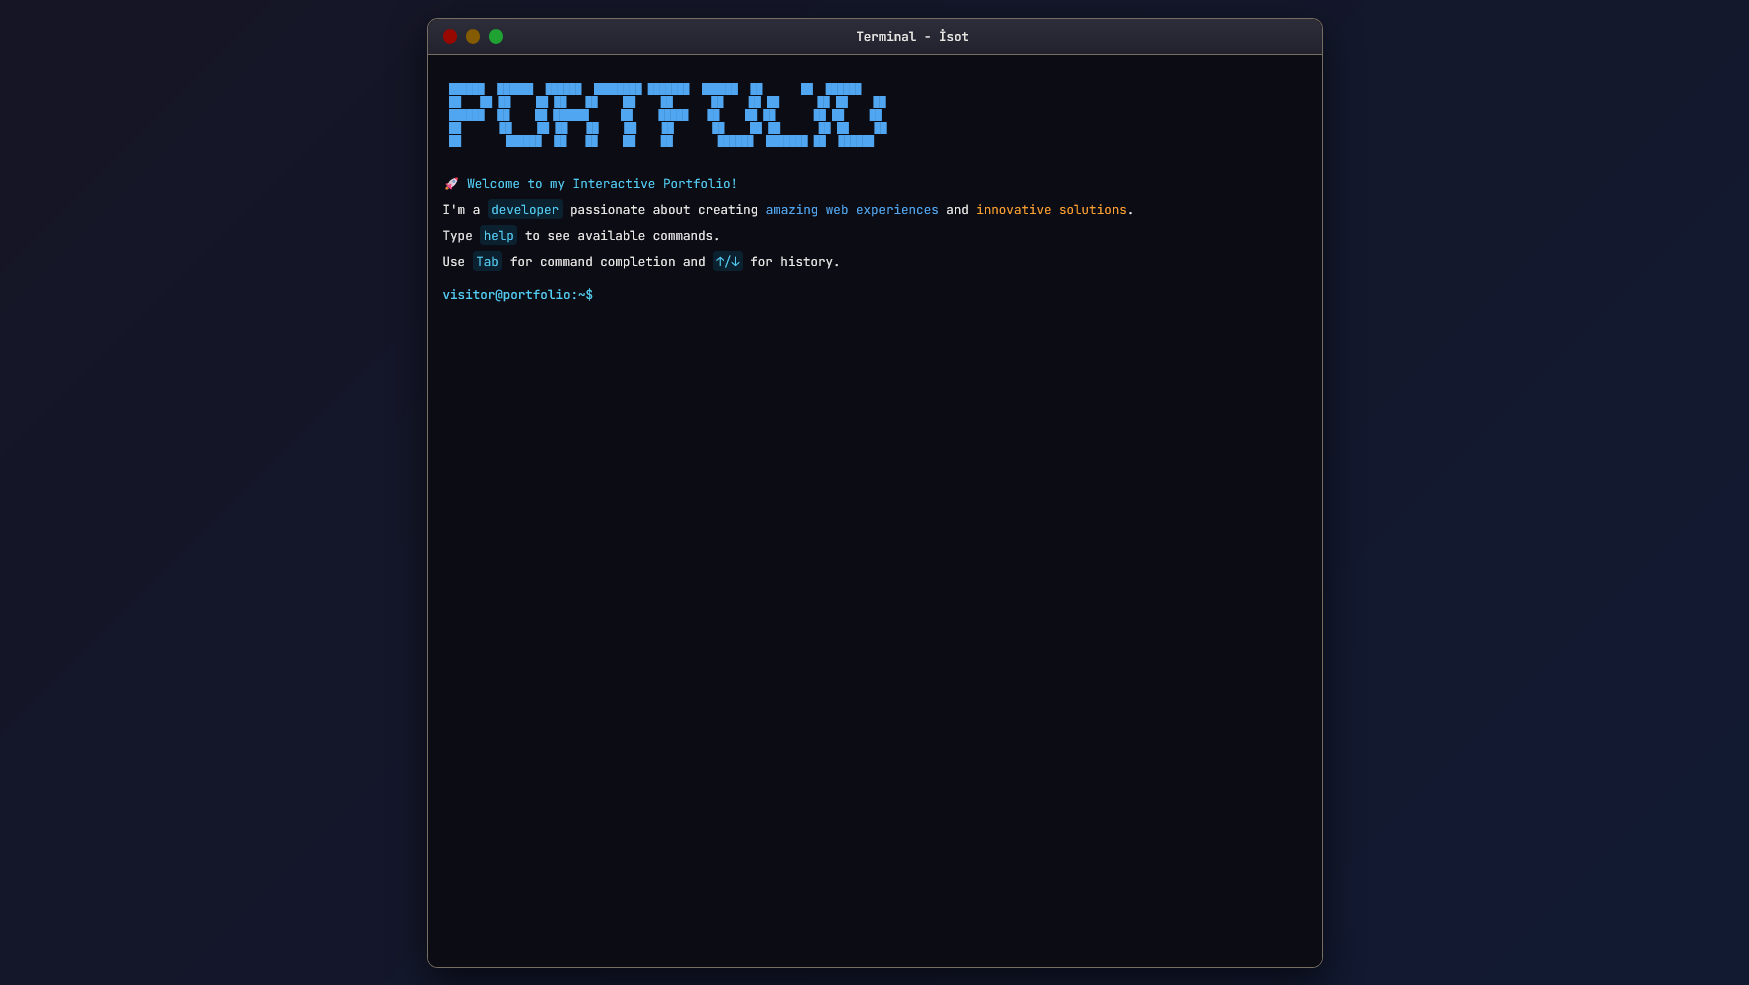 PORTFOLIO
Terminal - İsot
🚀 Welcome to my Interactive Portfolio!
I'm a developer passionate about creating amazing web experiences and innovative solutions.
Type help to see available commands.
Use Tab for command completion and ↑/↓ for history.
visitor@portfolio:~$